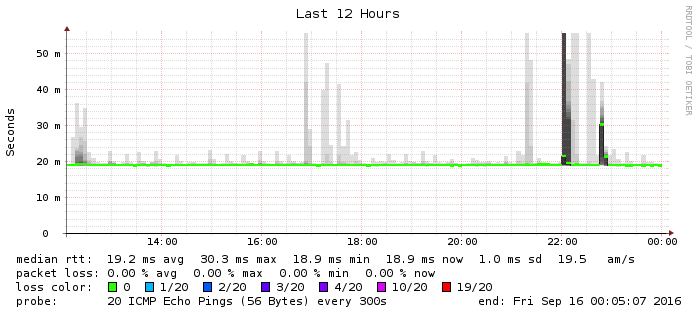 Last 12 Hours
RRDTOOL / TOBI OETIKER
Seconds
50 m
40 m
30 m
20 m
10 m
0
14:00 16:00 18:00 20:00 22:00 00:00
median rtt: 19.2 ms avg 30.3 ms max 18.9 ms min 18.9 ms now 1.0 ms sd 19.5 am/s
packet loss: 0.00 % avg 0.00 % max 0.00 % min 0.00 % now
loss color: 0 1/20 2/20 3/20 4/20 10/20 19/20
probe: 20 ICMP Echo Pings (56 Bytes) every 300s end: Fri Sep 16 00:05:07 2016